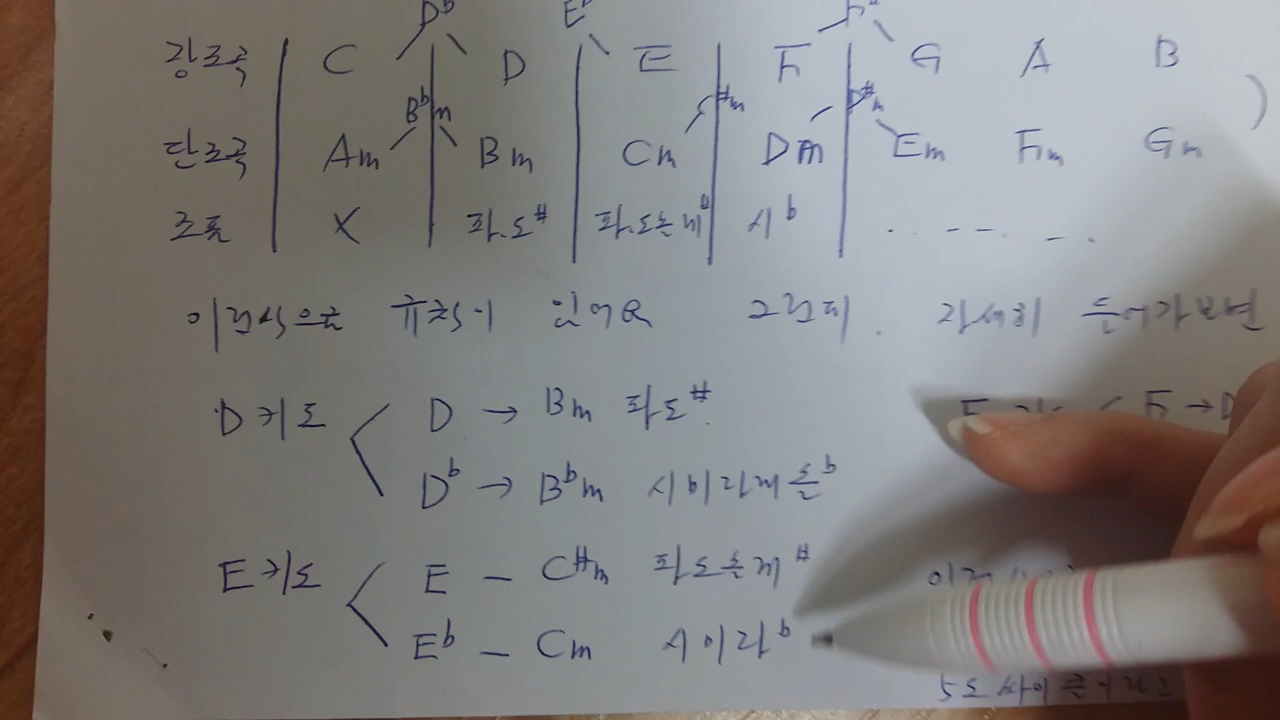 D♭ E♭
장조곡 C D E F G A B
B♭m C#m D#m
단조곡 Am Bm Cm Dm Em Fm Gm
조표 X 파.도# 파.도솔레# 시♭ . - - . - .
이런식으로 규칙이 있어요 그런데. 자세히 들어가보면
D키도 D → Bm 파도#
D♭ → B♭m 시미라레솔♭
E키도 E - C#m 파도솔레#
E♭ - Cm 시미라♭
F → D
5도